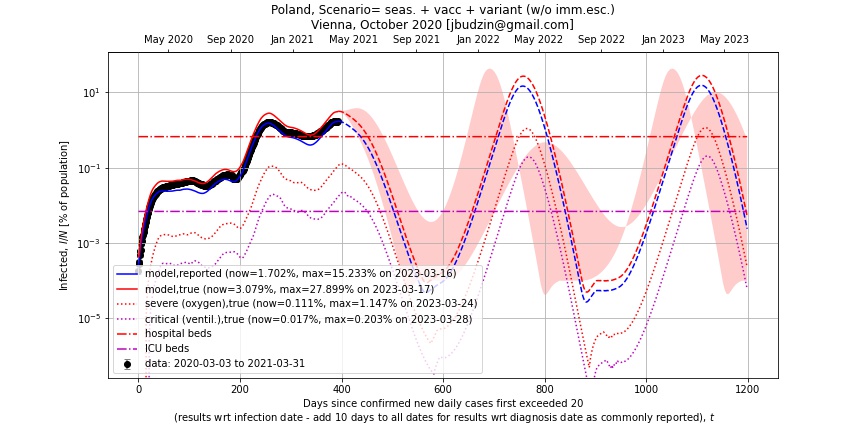 Poland, Scenario= seas. + vacc + variant (w/o imm.esc.)
Vienna, October 2020 [jbudzin@gmail.com]
May 2020 Sep 2020 Jan 2021 May 2021 Sep 2021 Jan 2022 May 2022 Sep 2022 Jan 2023 May 2023
Infected, I/N [% of population]
10¹
10⁻¹
10⁻³
10⁻⁵
model,reported (now=1.702%, max=15.233% on 2023-03-16)
model,true (now=3.079%, max=27.899% on 2023-03-17)
severe (oxygen),true (now=0.111%, max=1.147% on 2023-03-24)
critical (ventil.),true (now=0.017%, max=0.203% on 2023-03-28)
hospital beds
ICU beds
data: 2020-03-03 to 2021-03-31
0 200 400 600 800 1000 1200
Days since confirmed new daily cases first exceeded 20
(results wrt infection date - add 10 days to all dates for results wrt diagnosis date as commonly reported), t